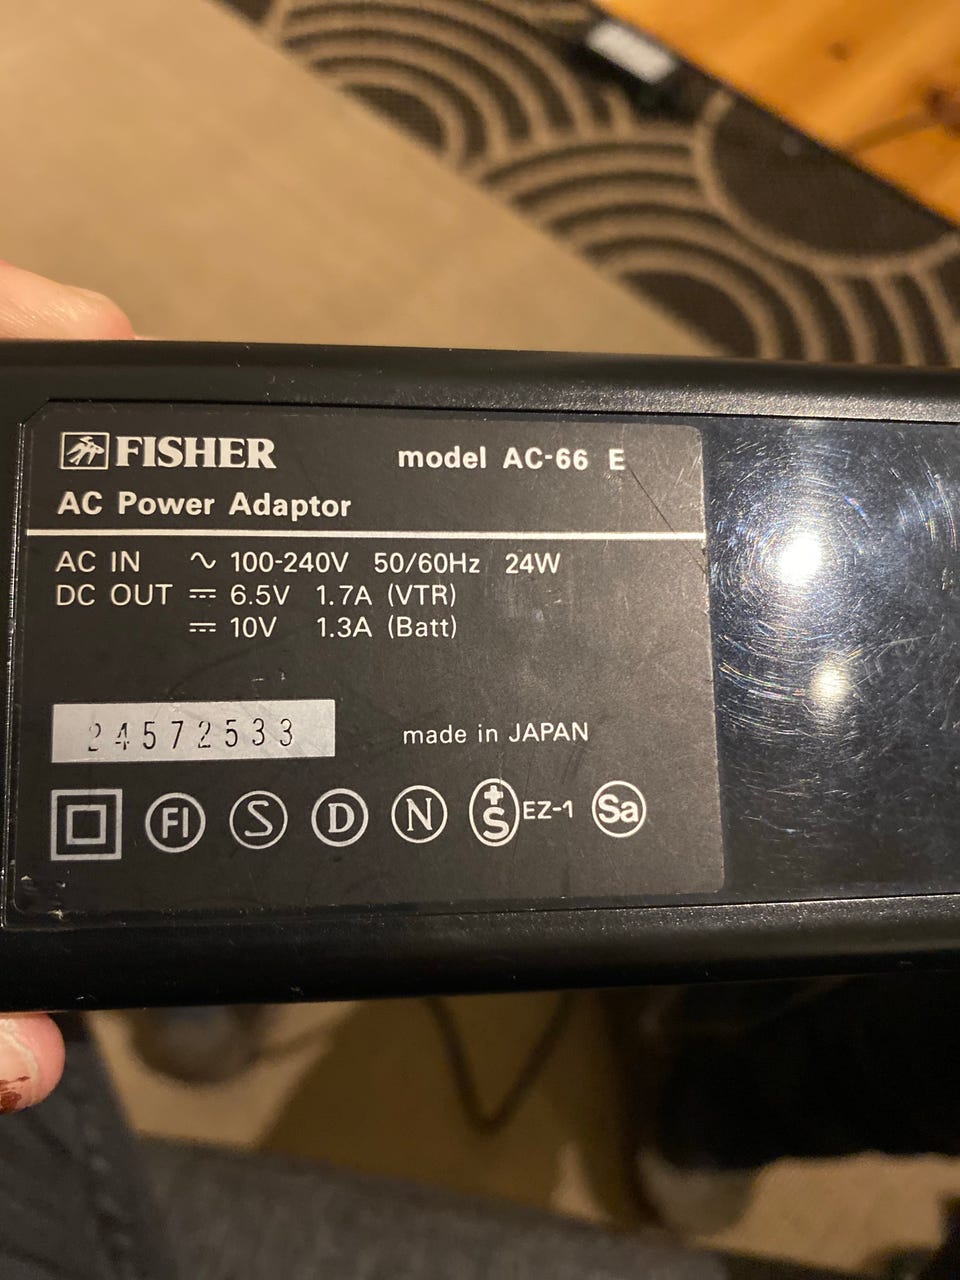 FISHER model AC-66 E
AC Power Adaptor
AC IN ~ 100-240V 50/60Hz 24W
DC OUT ⎓ 6.5V 1.7A (VTR)
⎓ 10V 1.3A (Batt)
24572533 made in JAPAN
FI S D N +S EZ-1 Sa